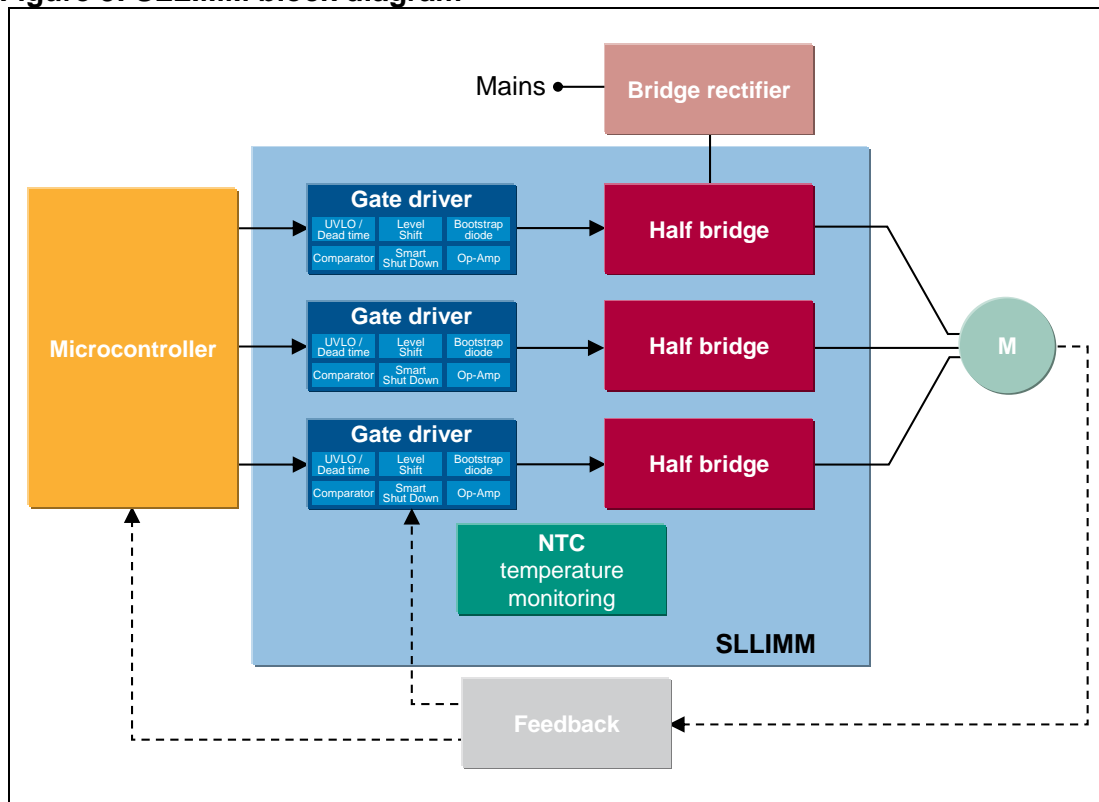 Mains
Bridge rectifier
Microcontroller
Gate driver
UVLO /
Dead time
Level
Shift
Bootstrap
diode
Comparator
Smart
Shut Down
Op-Amp
Half bridge
Gate driver
UVLO /
Dead time
Level
Shift
Bootstrap
diode
Comparator
Smart
Shut Down
Op-Amp
Half bridge
M
Gate driver
UVLO /
Dead time
Level
Shift
Bootstrap
diode
Comparator
Smart
Shut Down
Op-Amp
Half bridge
NTC
temperature
monitoring
SLLIMM
Feedback